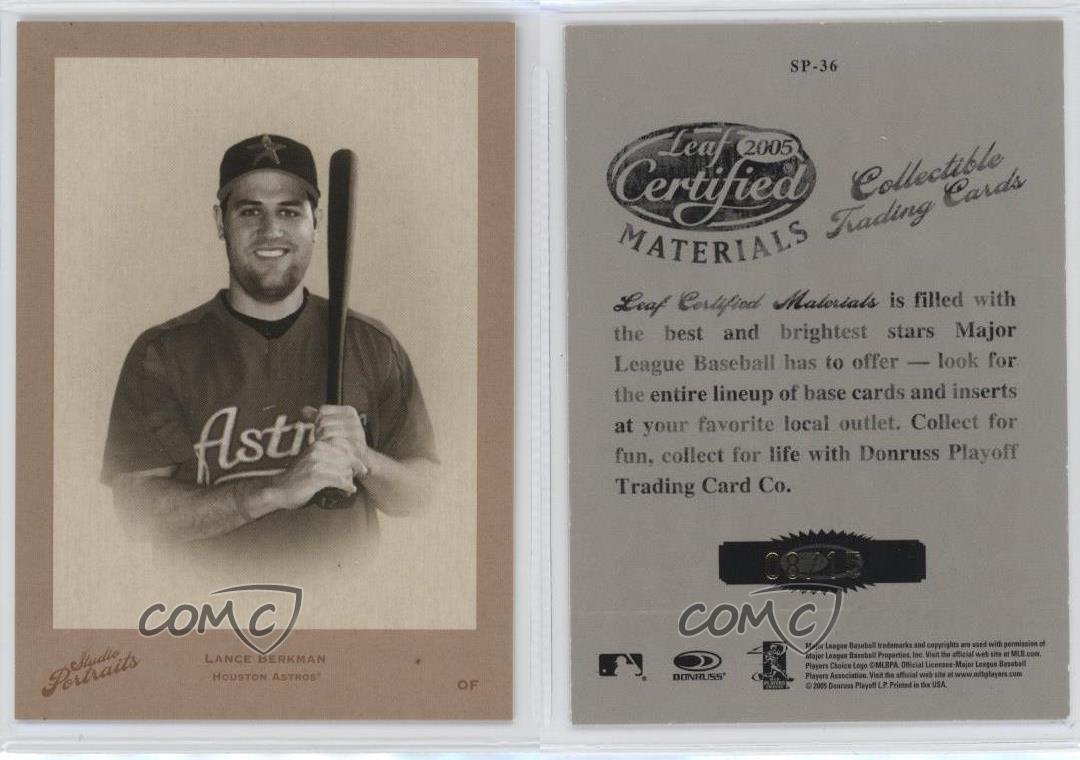 Astr
COMC
Studio
Portraits
LANCE BERKMAN
HOUSTON ASTROS
OF
SP-36
Leaf 2005
Certified
MATERIALS
Collectible
Trading Cards
Leaf Certified Materials is filled with
the best and brightest stars Major
League Baseball has to offer — look for
the entire lineup of base cards and inserts
at your favorite local outlet. Collect for
fun, collect for life with Donruss Playoff
Trading Card Co.
08/15
COMC
DONRUSS
Major League Baseball trademarks and copyrights are used with permission of
Major League Baseball Properties, Inc. Visit the official web site at MLB.com.
Players Choice Logo ©MLBPA. Official Licensee-Major League Baseball
Players Association. Visit the official web site at www.mlbplayers.com
© 2005 Donruss Playoff L.P. Printed in the USA.